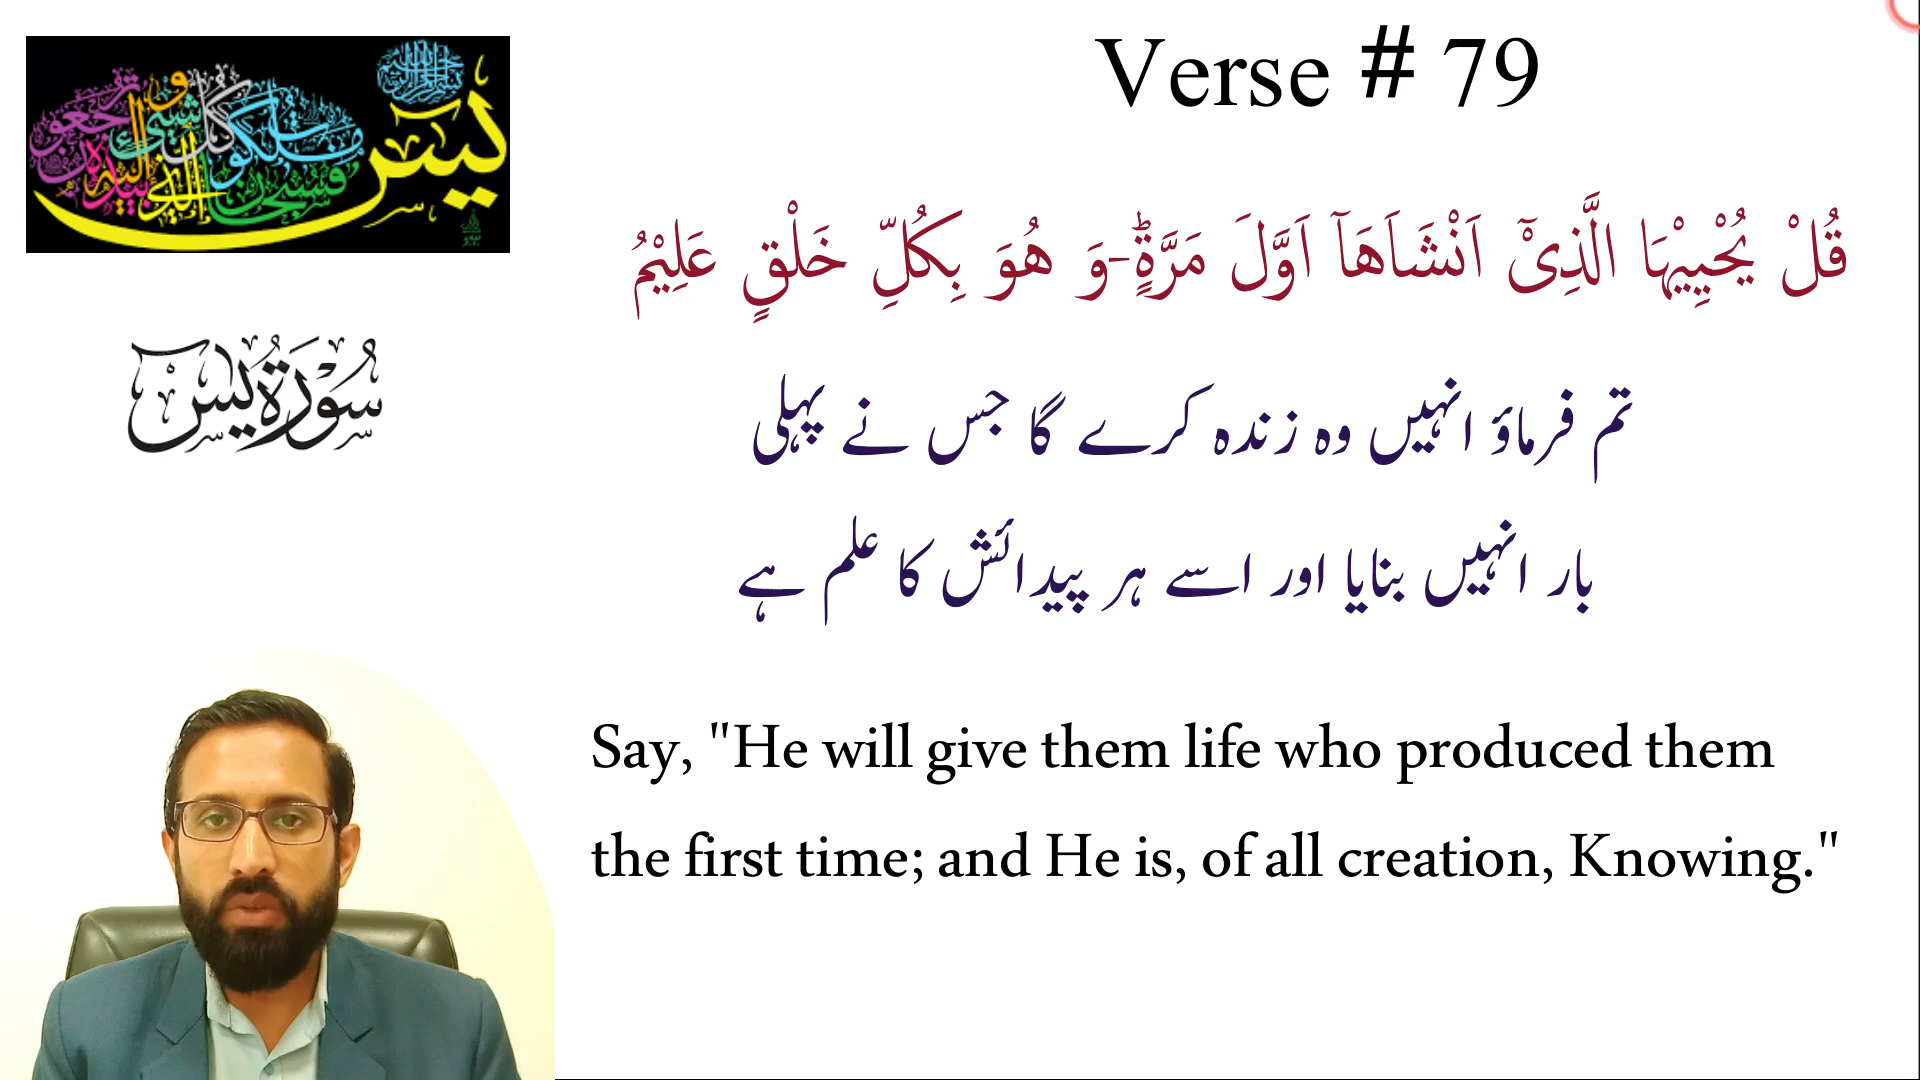 Verse # 79
قُلْ یُحْیِیْهَا الَّذِیْۤ اَنْشَاَهَاۤ اَوَّلَ مَرَّةٍؕ-وَ هُوَ بِكُلِّ خَلْقٍ عَلِیْمُ
سُوْرَةُ يٰسٓ
تم فرماؤ انہیں وہ زندہ کرے گا جس نے پہلی
بار انہیں بنایا اور اسے ہر پیدائش کا علم ہے
Say, "He will give them life who produced them
the first time; and He is, of all creation, Knowing."